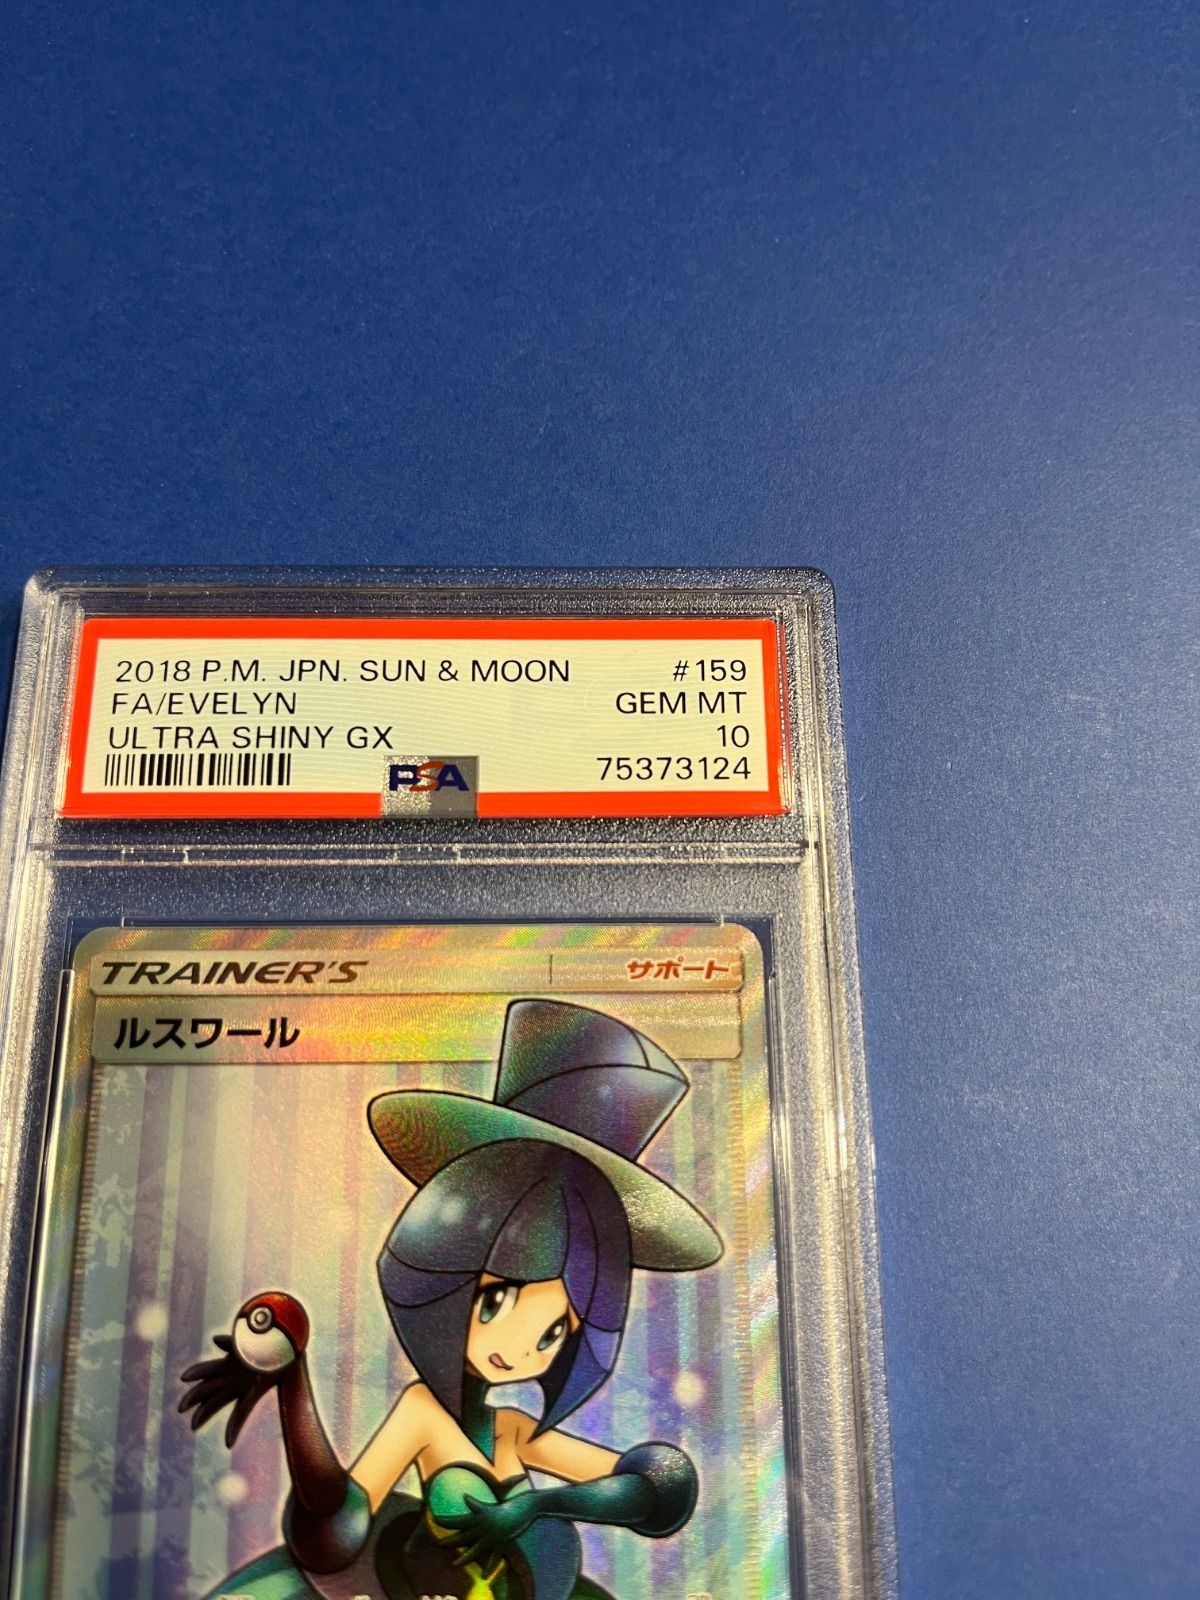 2018 P.M. JPN. SUN & MOON #159
FA/EVELYN GEM MT
ULTRA SHINY GX 10
PSA 75373124
TRAINER'S サポート
ルスワール